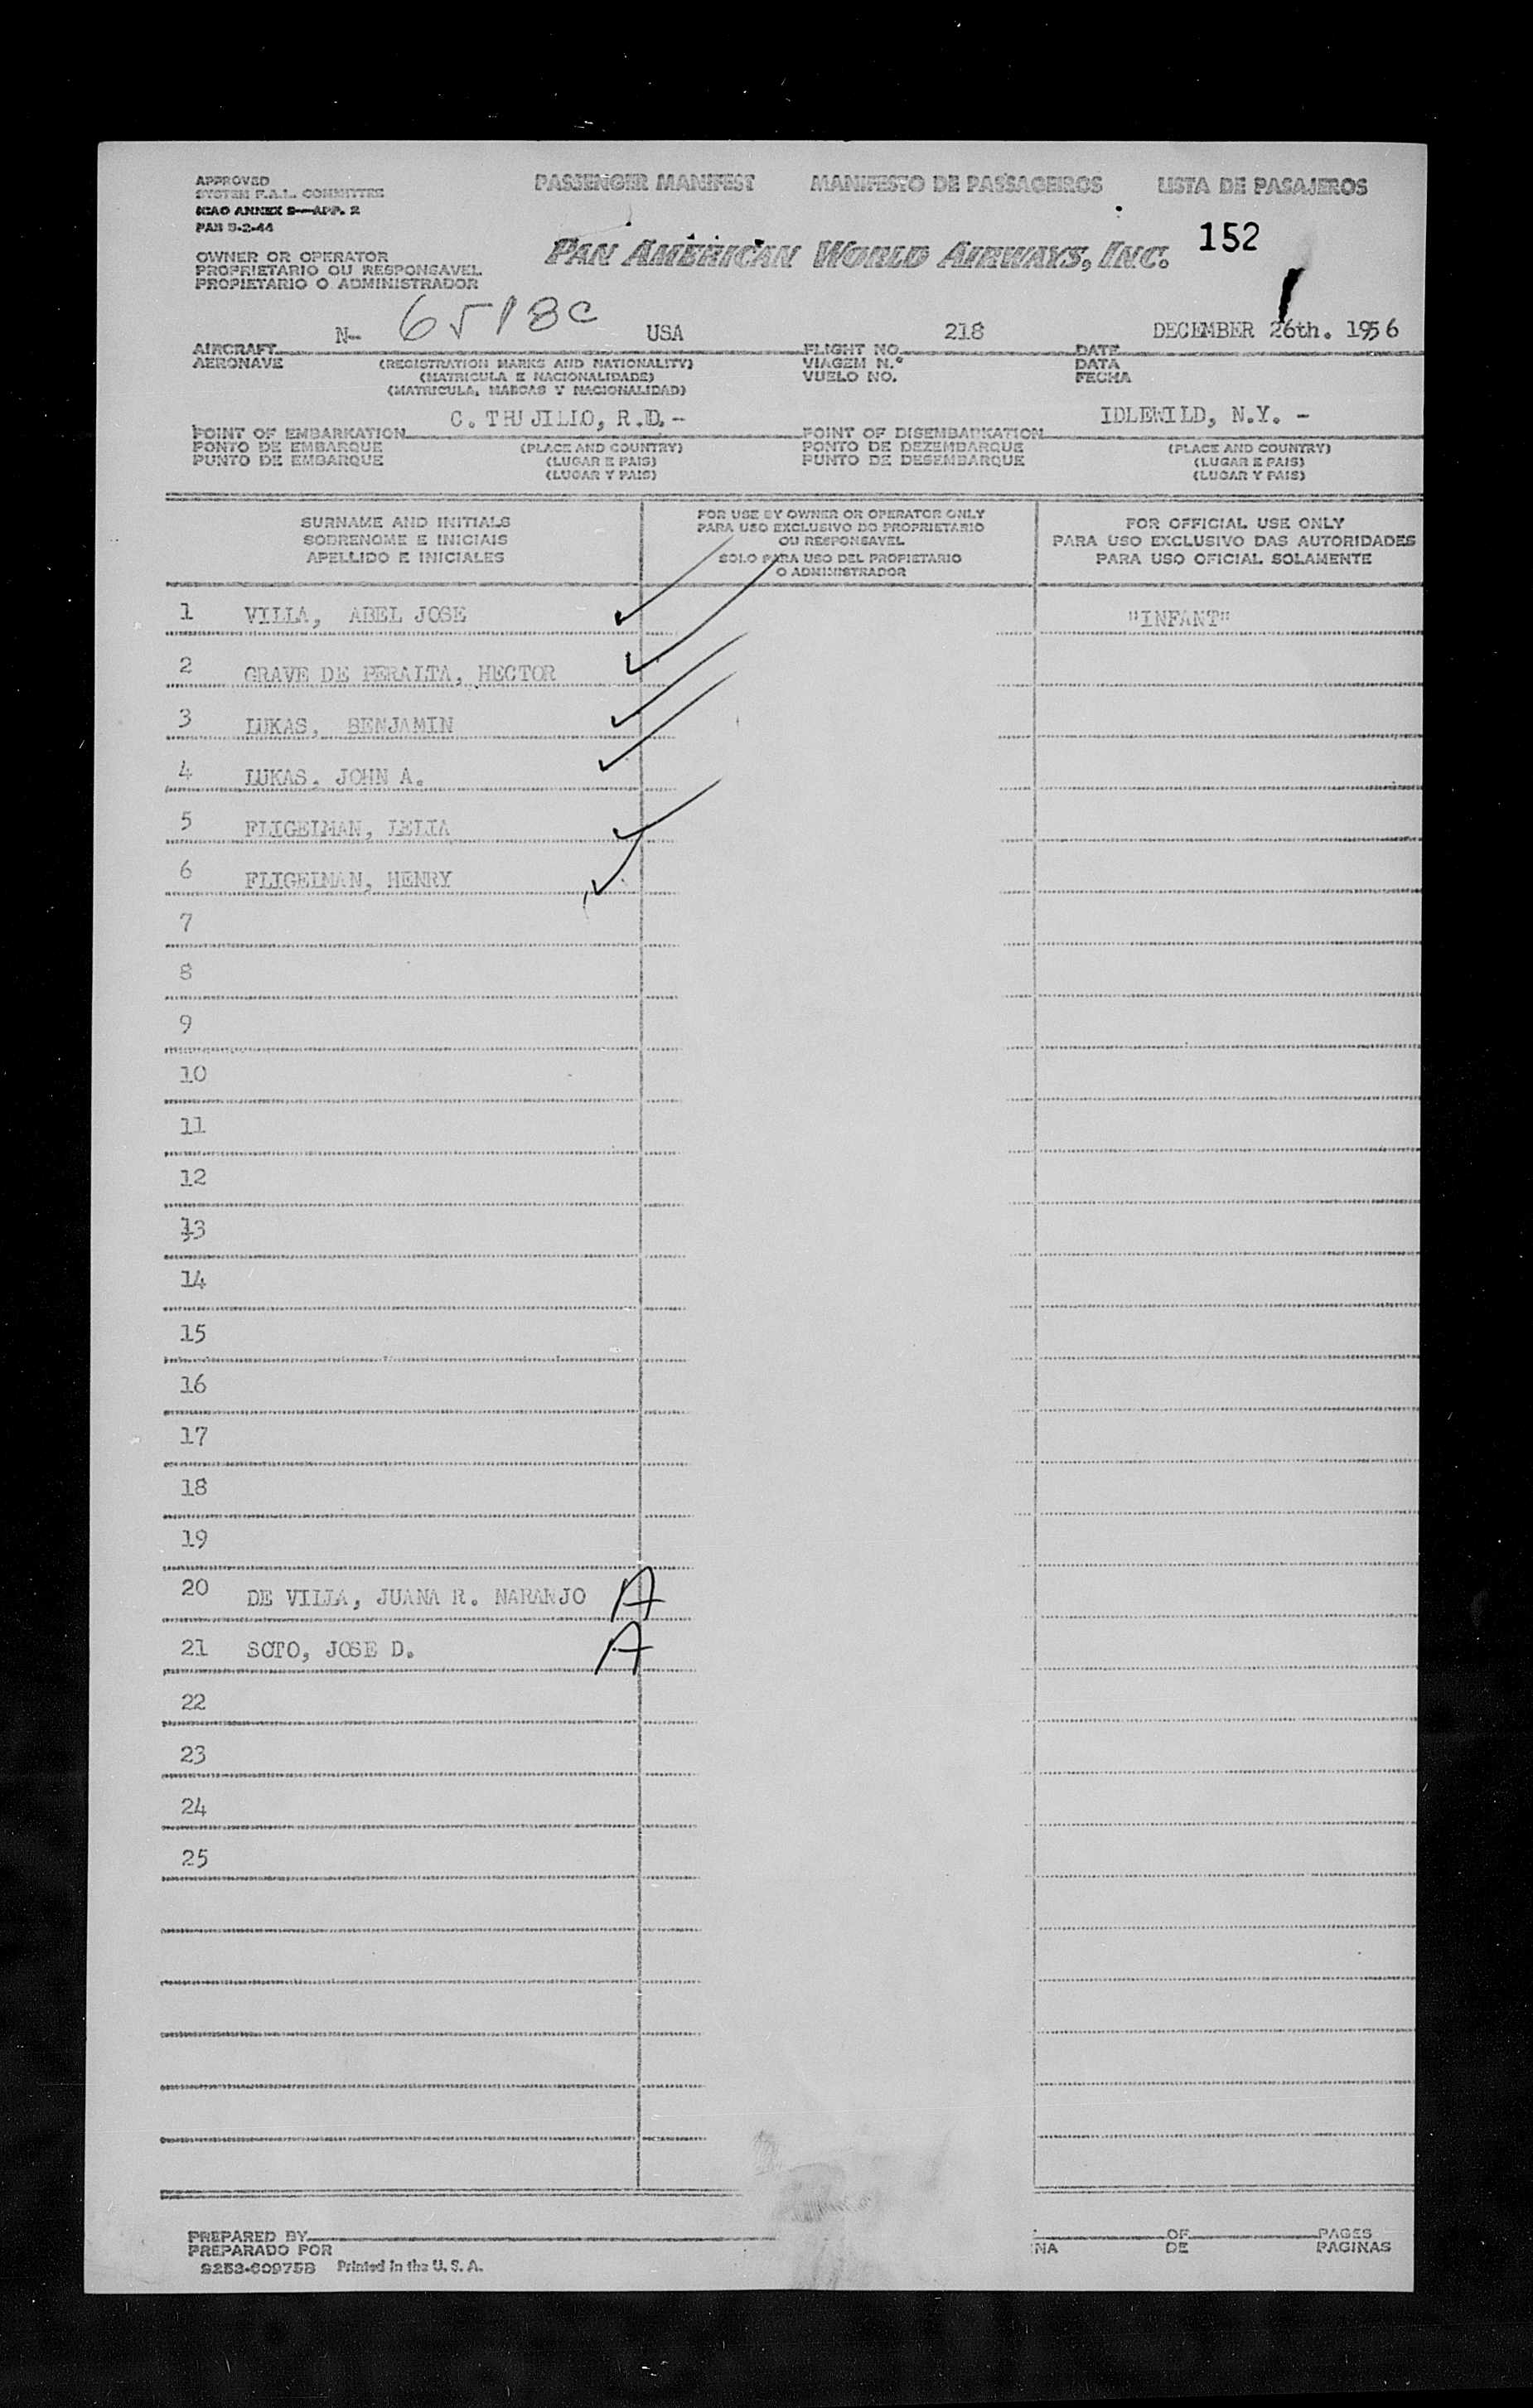 APPROVED
SYSTEM F.A.L. COMMITTEE
ICAO ANNEX 9—APP. 2
PAN 9-2-44
PASSENGER MANIFEST MANIFESTO DE PASSAGEIROS LISTA DE PASAJEROS
PAN AMERICAN WORLD AIRWAYS, INC. 152
OWNER OR OPERATOR
PROPRIETARIO OU RESPONSAVEL
PROPIETARIO O ADMINISTRADOR
N- 6518C USA 218 DECEMBER 26th. 1956
AIRCRAFT FLIGHT NO. DATE
AERONAVE (REGISTRATION MARKS AND NATIONALITY) VIAGEM N.° DATA
(MATRICULA E NACIONALIDADE) VUELO NO. FECHA
(MATRICULA, MARCAS Y NACIONALIDAD)
C. TRUJILLO, R.D.- IDLEWILD, N.Y. -
POINT OF EMBARKATION POINT OF DISEMBARKATION
PONTO DE EMBARQUE (PLACE AND COUNTRY) PONTO DE DEZEMBARQUE (PLACE AND COUNTRY)
PUNTO DE EMBARQUE (LUGAR E PAIS) PUNTO DE DESEMBARQUE (LUGAR E PAIS)
(LUGAR Y PAIS) (LUGAR Y PAIS)
SURNAME AND INITIALS
SOBRENOME E INICIAIS
APELLIDO E INICIALES
FOR USE BY OWNER OR OPERATOR ONLY
PARA USO EXCLUSIVO DO PROPRIETARIO
OU RESPONSAVEL
SOLO PARA USO DEL PROPIETARIO
O ADMINISTRADOR
FOR OFFICIAL USE ONLY
PARA USO EXCLUSIVO DAS AUTORIDADES
PARA USO OFICIAL SOLAMENTE
1 VILLA, ABEL JOSE "INFANT"
2 GRAVE DE PERALTA, HECTOR
3 LUKAS, BENJAMIN
4 LUKAS. JOHN A.
5 FLIGELMAN, LELIA
6 FLIGELMAN, HENRY
7
8
9
10
11
12
13
14
15
16
17
18
19
20 DE VILLA, JUANA R. NARANJO A
21 SOTO, JOSE D. A
22
23
24
25
PREPARED BY OF PAGES
PREPARADO POR NA DE PAGINAS
9253-60975B Printed in the U. S. A.